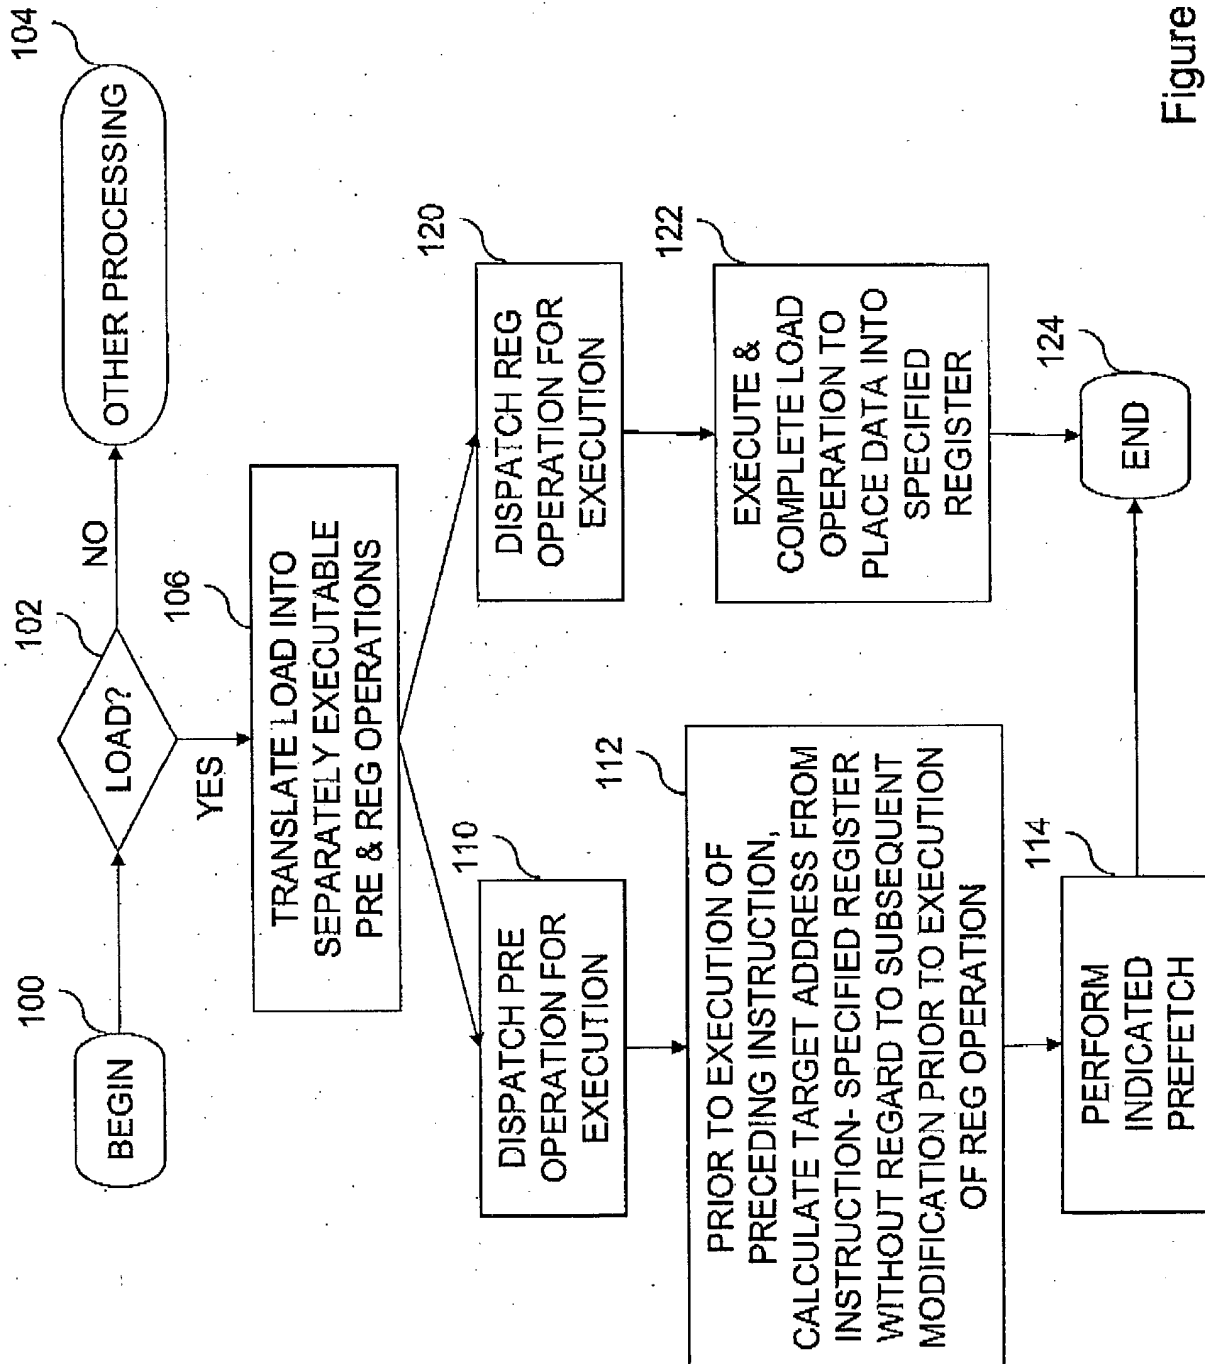 100
BEGIN
102
LOAD?
NO
104
OTHER PROCESSING
YES
106
TRANSLATE LOAD INTO
SEPARATELY EXECUTABLE
PRE & REG OPERATIONS
110
DISPATCH PRE
OPERATION FOR
EXECUTION
120
DISPATCH REG
OPERATION FOR
EXECUTION
112
PRIOR TO EXECUTION OF
PRECEDING INSTRUCTION,
CALCULATE TARGET ADDRESS FROM
INSTRUCTION- SPECIFIED REGISTER
WITHOUT REGARD TO SUBSEQUENT
MODIFICATION PRIOR TO EXECUTION
OF REG OPERATION
122
EXECUTE &
COMPLETE LOAD
OPERATION TO
PLACE DATA INTO
SPECIFIED
REGISTER
114
PERFORM
INDICATED
PREFETCH
124
END
Figure